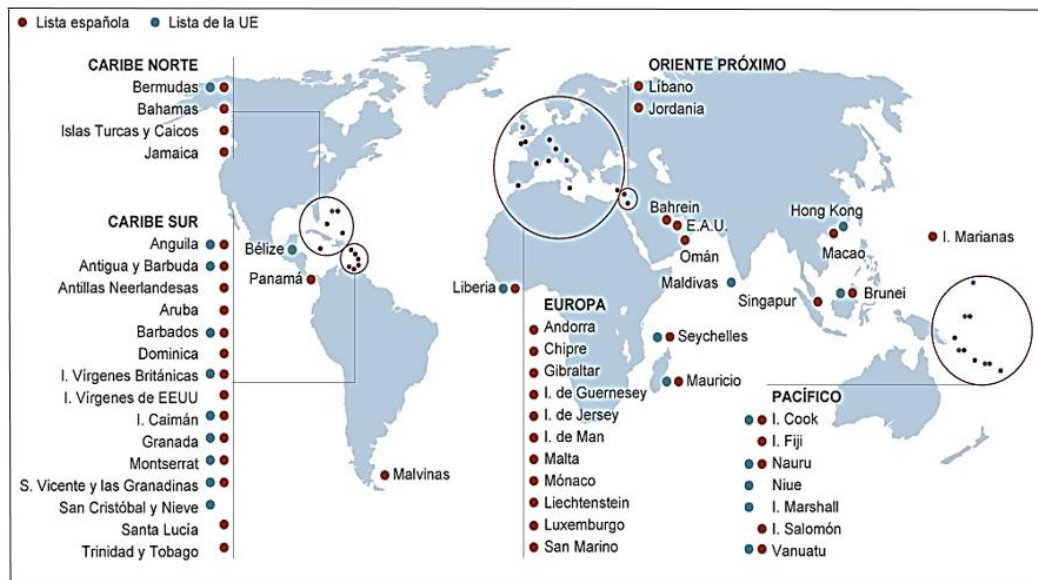 Lista española
Lista de la UE
CARIBE NORTE
Bermudas
Bahamas
Islas Turcas y Caicos
Jamaica
CARIBE SUR
Anguila
Antigua y Barbuda
Antillas Neerlandesas
Aruba
Barbados
Dominica
I. Vírgenes Británicas
I. Vírgenes de EEUU
I. Caimán
Granada
Montserrat
S. Vicente y las Granadinas
San Cristóbal y Nieve
Santa Lucía
Trinidad y Tobago
Bélize
Panamá
Malvinas
Liberia
EUROPA
Andorra
Chipre
Gibraltar
I. de Guernesey
I. de Jersey
I. de Man
Malta
Mónaco
Liechtenstein
Luxemburgo
San Marino
ORIENTE PRÓXIMO
Líbano
Jordania
Bahrein
E.A.U.
Omán
Maldivas
Seychelles
Mauricio
Hong Kong
Macao
Singapur
Brunei
I. Marianas
PACÍFICO
I. Cook
I. Fiji
Nauru
Niue
I. Marshall
I. Salomón
Vanuatu